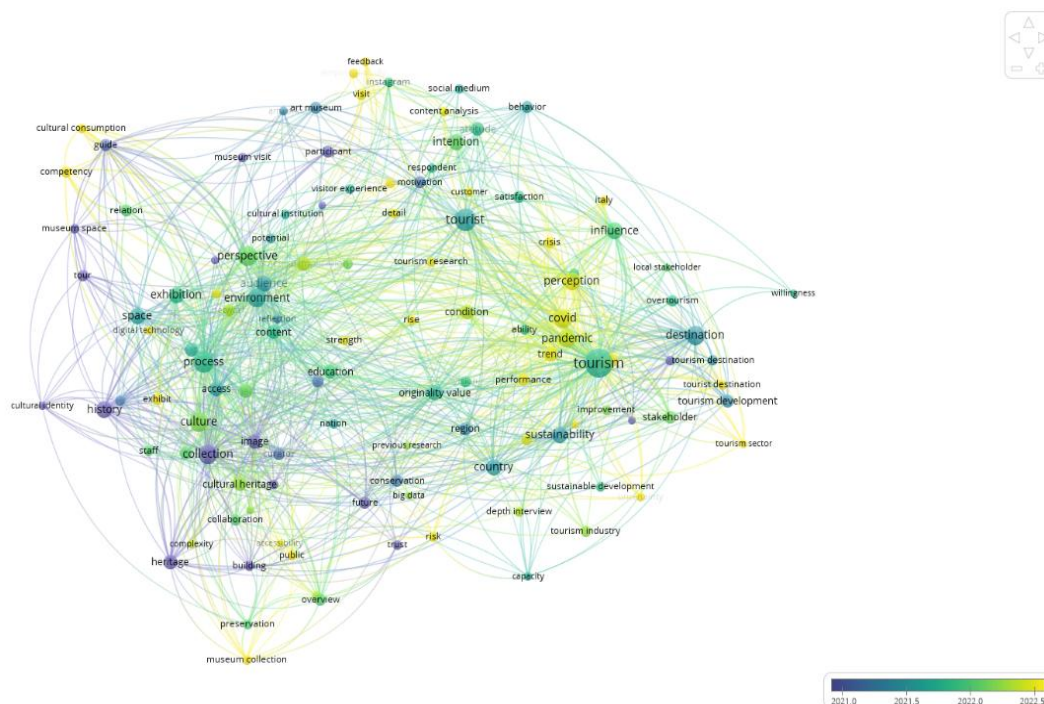 feedback
instagram
social medium
visit
content analysis
behavior
art museum
cultural consumption
attitude
guide
intention
participant
museum visit
respondent
competency
motivation
visitor experience
customer
satisfaction
italy
relation
detail
cultural institution
tourist
museum space
influence
potential
crisis
perspective
tourism research
local stakeholder
tour
audience
perception
willingness
exhibition
environment
overtourism
space
reflection
condition
covid
digital technology
content
rise
ability
destination
strength
pandemic
process
trend
tourism
tourism destination
education
performance
access
tourist destination
originality value
exhibit
tourism development
cultural identity
history
improvement
stakeholder
culture
nation
region
sustainability
image
tourism sector
staff
collection
curator
previous research
country
conservation
cultural heritage
sustainable development
big data
future
depth interview
collaboration
tourism industry
risk
complexity
accessibility
trust
public
heritage
building
capacity
overview
preservation
museum collection
2021.0 2021.5 2022.0 2022.5